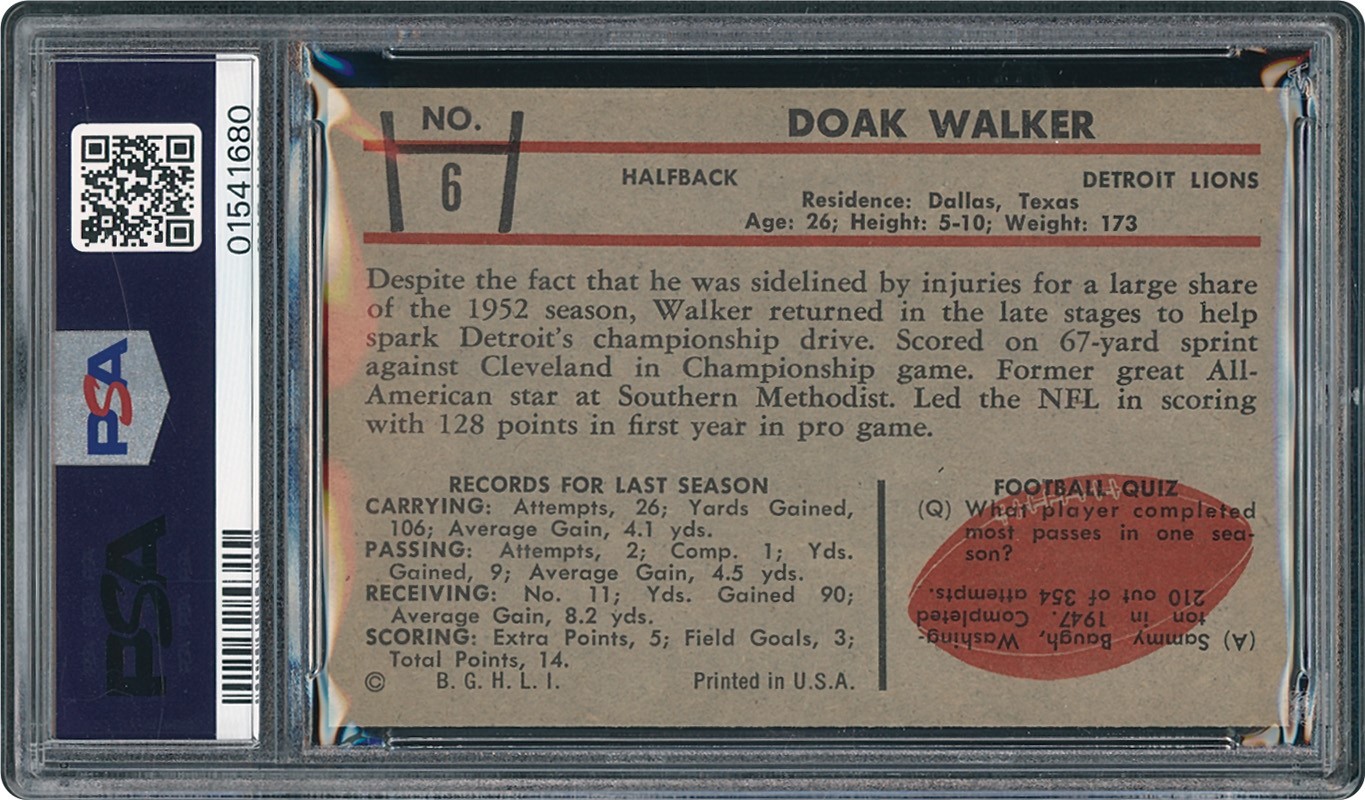 01541680
PSA
PSA
NO.
6
DOAK WALKER
HALFBACK
DETROIT LIONS
Residence: Dallas, Texas
Age: 26; Height: 5-10; Weight: 173
Despite the fact that he was sidelined by injuries for a large share
of the 1952 season, Walker returned in the late stages to help
spark Detroit's championship drive. Scored on 67-yard sprint
against Cleveland in Championship game. Former great All-
American star at Southern Methodist. Led the NFL in scoring
with 128 points in first year in pro game.
RECORDS FOR LAST SEASON
CARRYING: Attempts, 26; Yards Gained,
106; Average Gain, 4.1 yds.
PASSING: Attempts, 2; Comp. 1; Yds.
Gained, 9; Average Gain, 4.5 yds.
RECEIVING: No. 11; Yds. Gained 90;
Average Gain, 8.2 yds.
SCORING: Extra Points, 5; Field Goals, 3;
Total Points, 14.
© B. G. H. L. I. Printed in U.S.A.
FOOTBALL QUIZ
(Q) What player completed
most passes in one sea-
son?
(A) Sammy Baugh, Washing-
ton in 1947. Completed
210 out of 354 attempts.